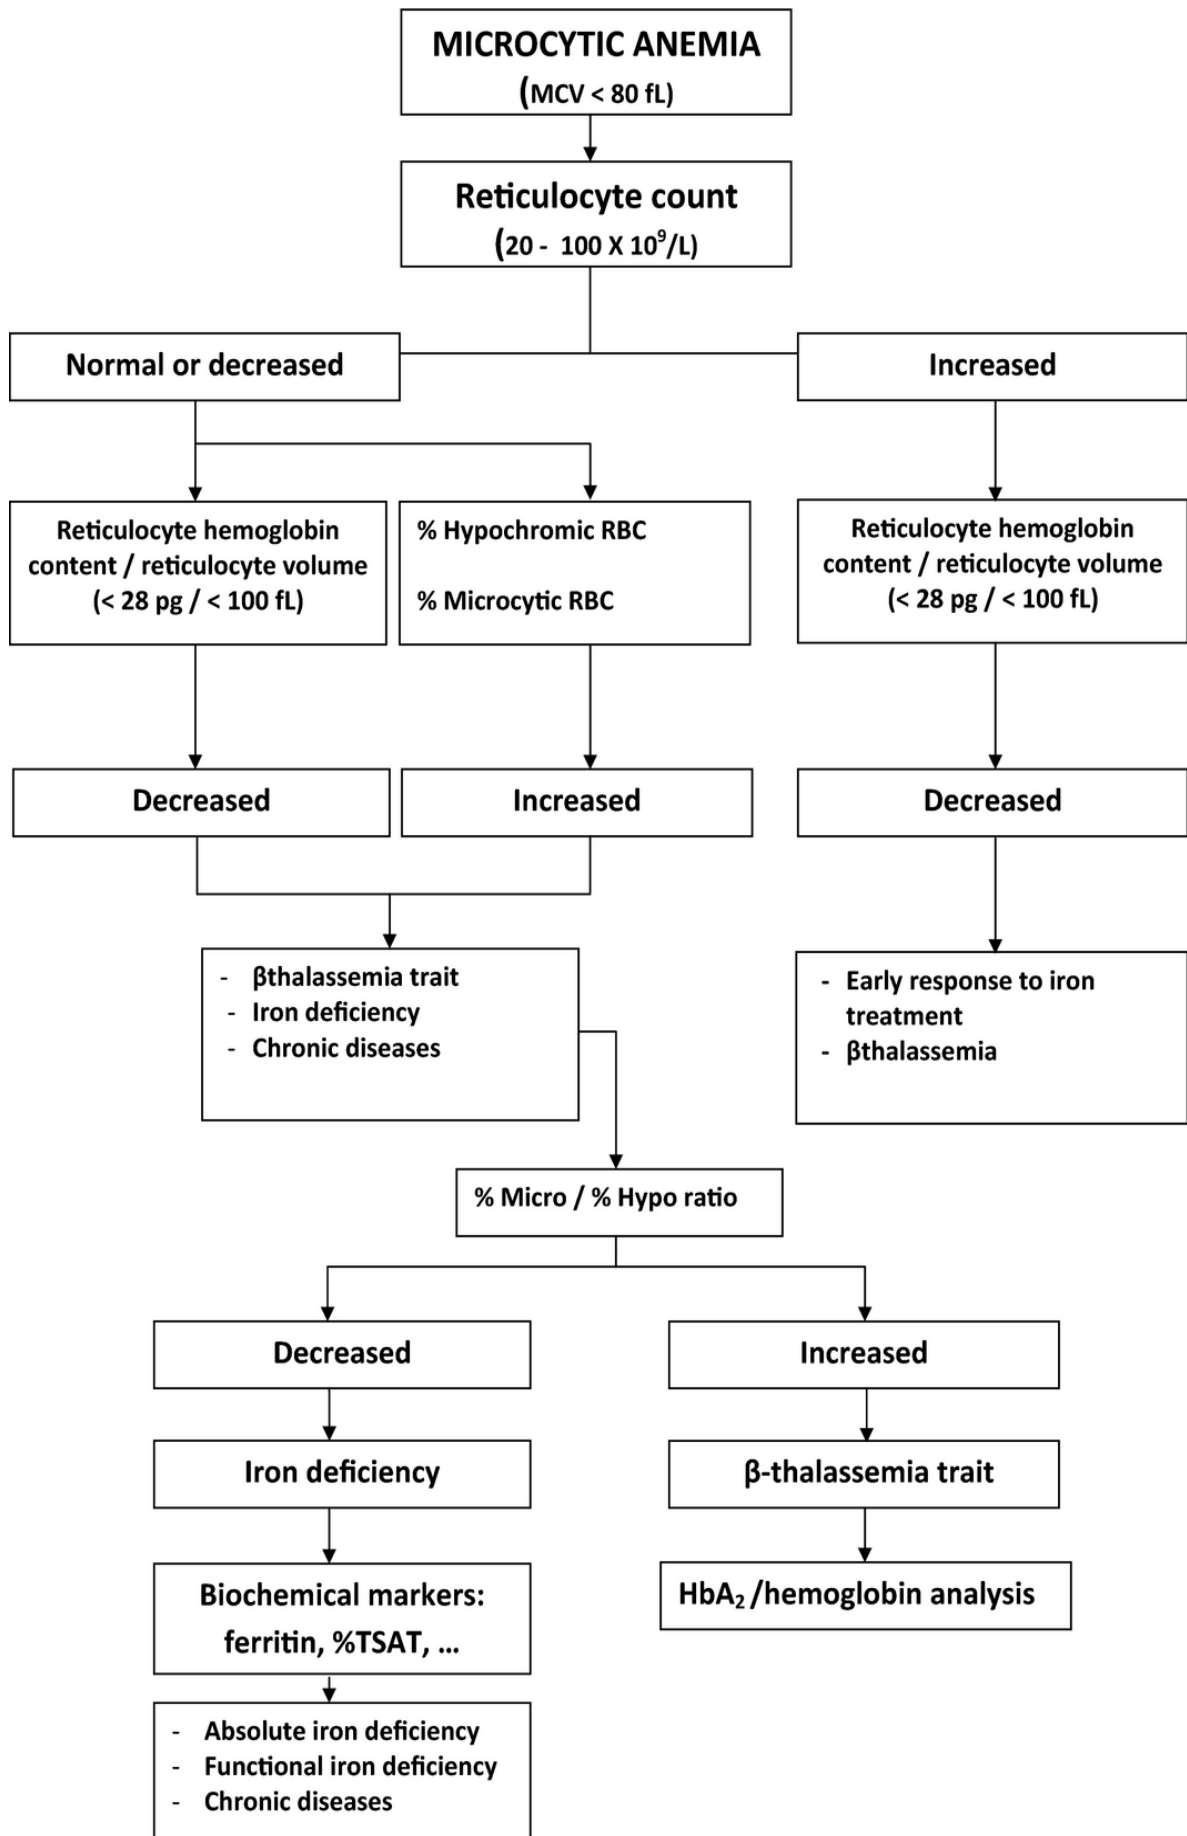 MICROCYTIC ANEMIA
(MCV < 80 fL)
Reticulocyte count
(20 - 100 X 10⁹/L)
Normal or decreased
Increased
Reticulocyte hemoglobin
content / reticulocyte volume
(< 28 pg / < 100 fL)
% Hypochromic RBC
% Microcytic RBC
Reticulocyte hemoglobin
content / reticulocyte volume
(< 28 pg / < 100 fL)
Decreased
Increased
Decreased
- βthalassemia trait
- Iron deficiency
- Chronic diseases
- Early response to iron
treatment
- βthalassemia
% Micro / % Hypo ratio
Decreased
Increased
Iron deficiency
β-thalassemia trait
Biochemical markers:
ferritin, %TSAT, ...
HbA₂ /hemoglobin analysis
- Absolute iron deficiency
- Functional iron deficiency
- Chronic diseases